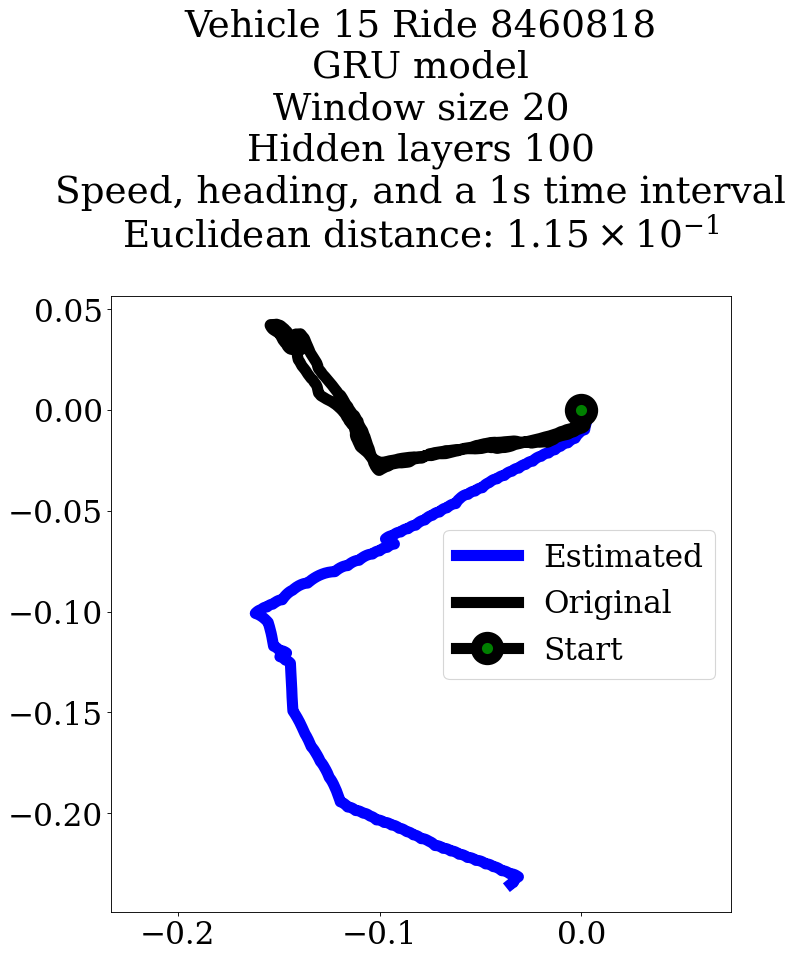 Vehicle 15 Ride 8460818
GRU model
Window size 20
Hidden layers 100
Speed, heading, and a 1s time interval
Euclidean distance: 1.15 × 10⁻¹
0.05
0.00
−0.05
−0.10
−0.15
−0.20
Estimated
Original
Start
−0.2
−0.1
0.0